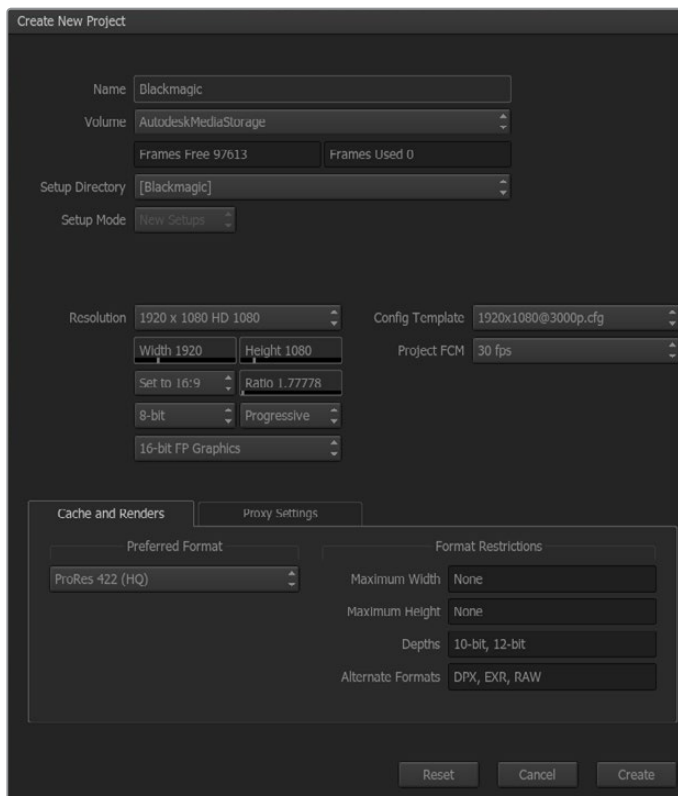 Create New Project
Name Blackmagic
Volume AutodeskMediaStorage
Frames Free 97613 Frames Used 0
Setup Directory [Blackmagic]
Setup Mode New Setups
Resolution 1920 x 1080 HD 1080 Config Template 1920x1080@3000p.cfg
Width 1920 Height 1080 Project FCM 30 fps
Set to 16:9 Ratio 1.77778
8-bit Progressive
16-bit FP Graphics
Cache and Renders Proxy Settings
Preferred Format Format Restrictions
ProRes 422 (HQ) Maximum Width None
Maximum Height None
Depths 10-bit, 12-bit
Alternate Formats DPX, EXR, RAW
Reset Cancel Create